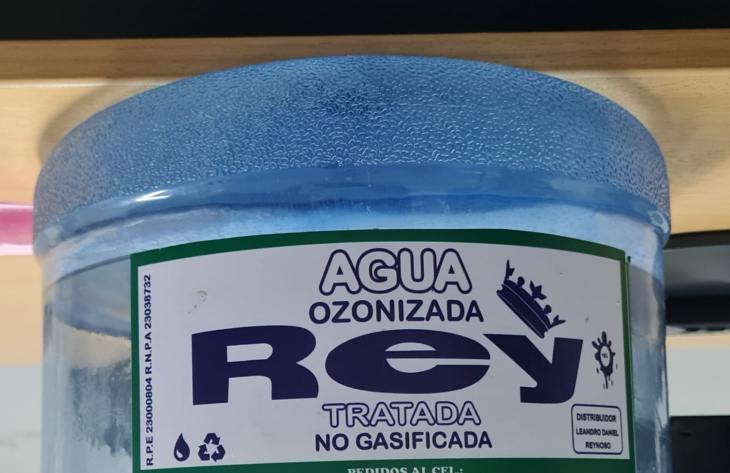 AGUA
OZONIZADA
Rey
TRATADA
NO GASIFICADA
R.P.E 23000804 R.N.P.A 23038732
DISTRIBUIDOR
LEANDRO DANIEL
REYNOSO
PEDIDOS AL CEL.: